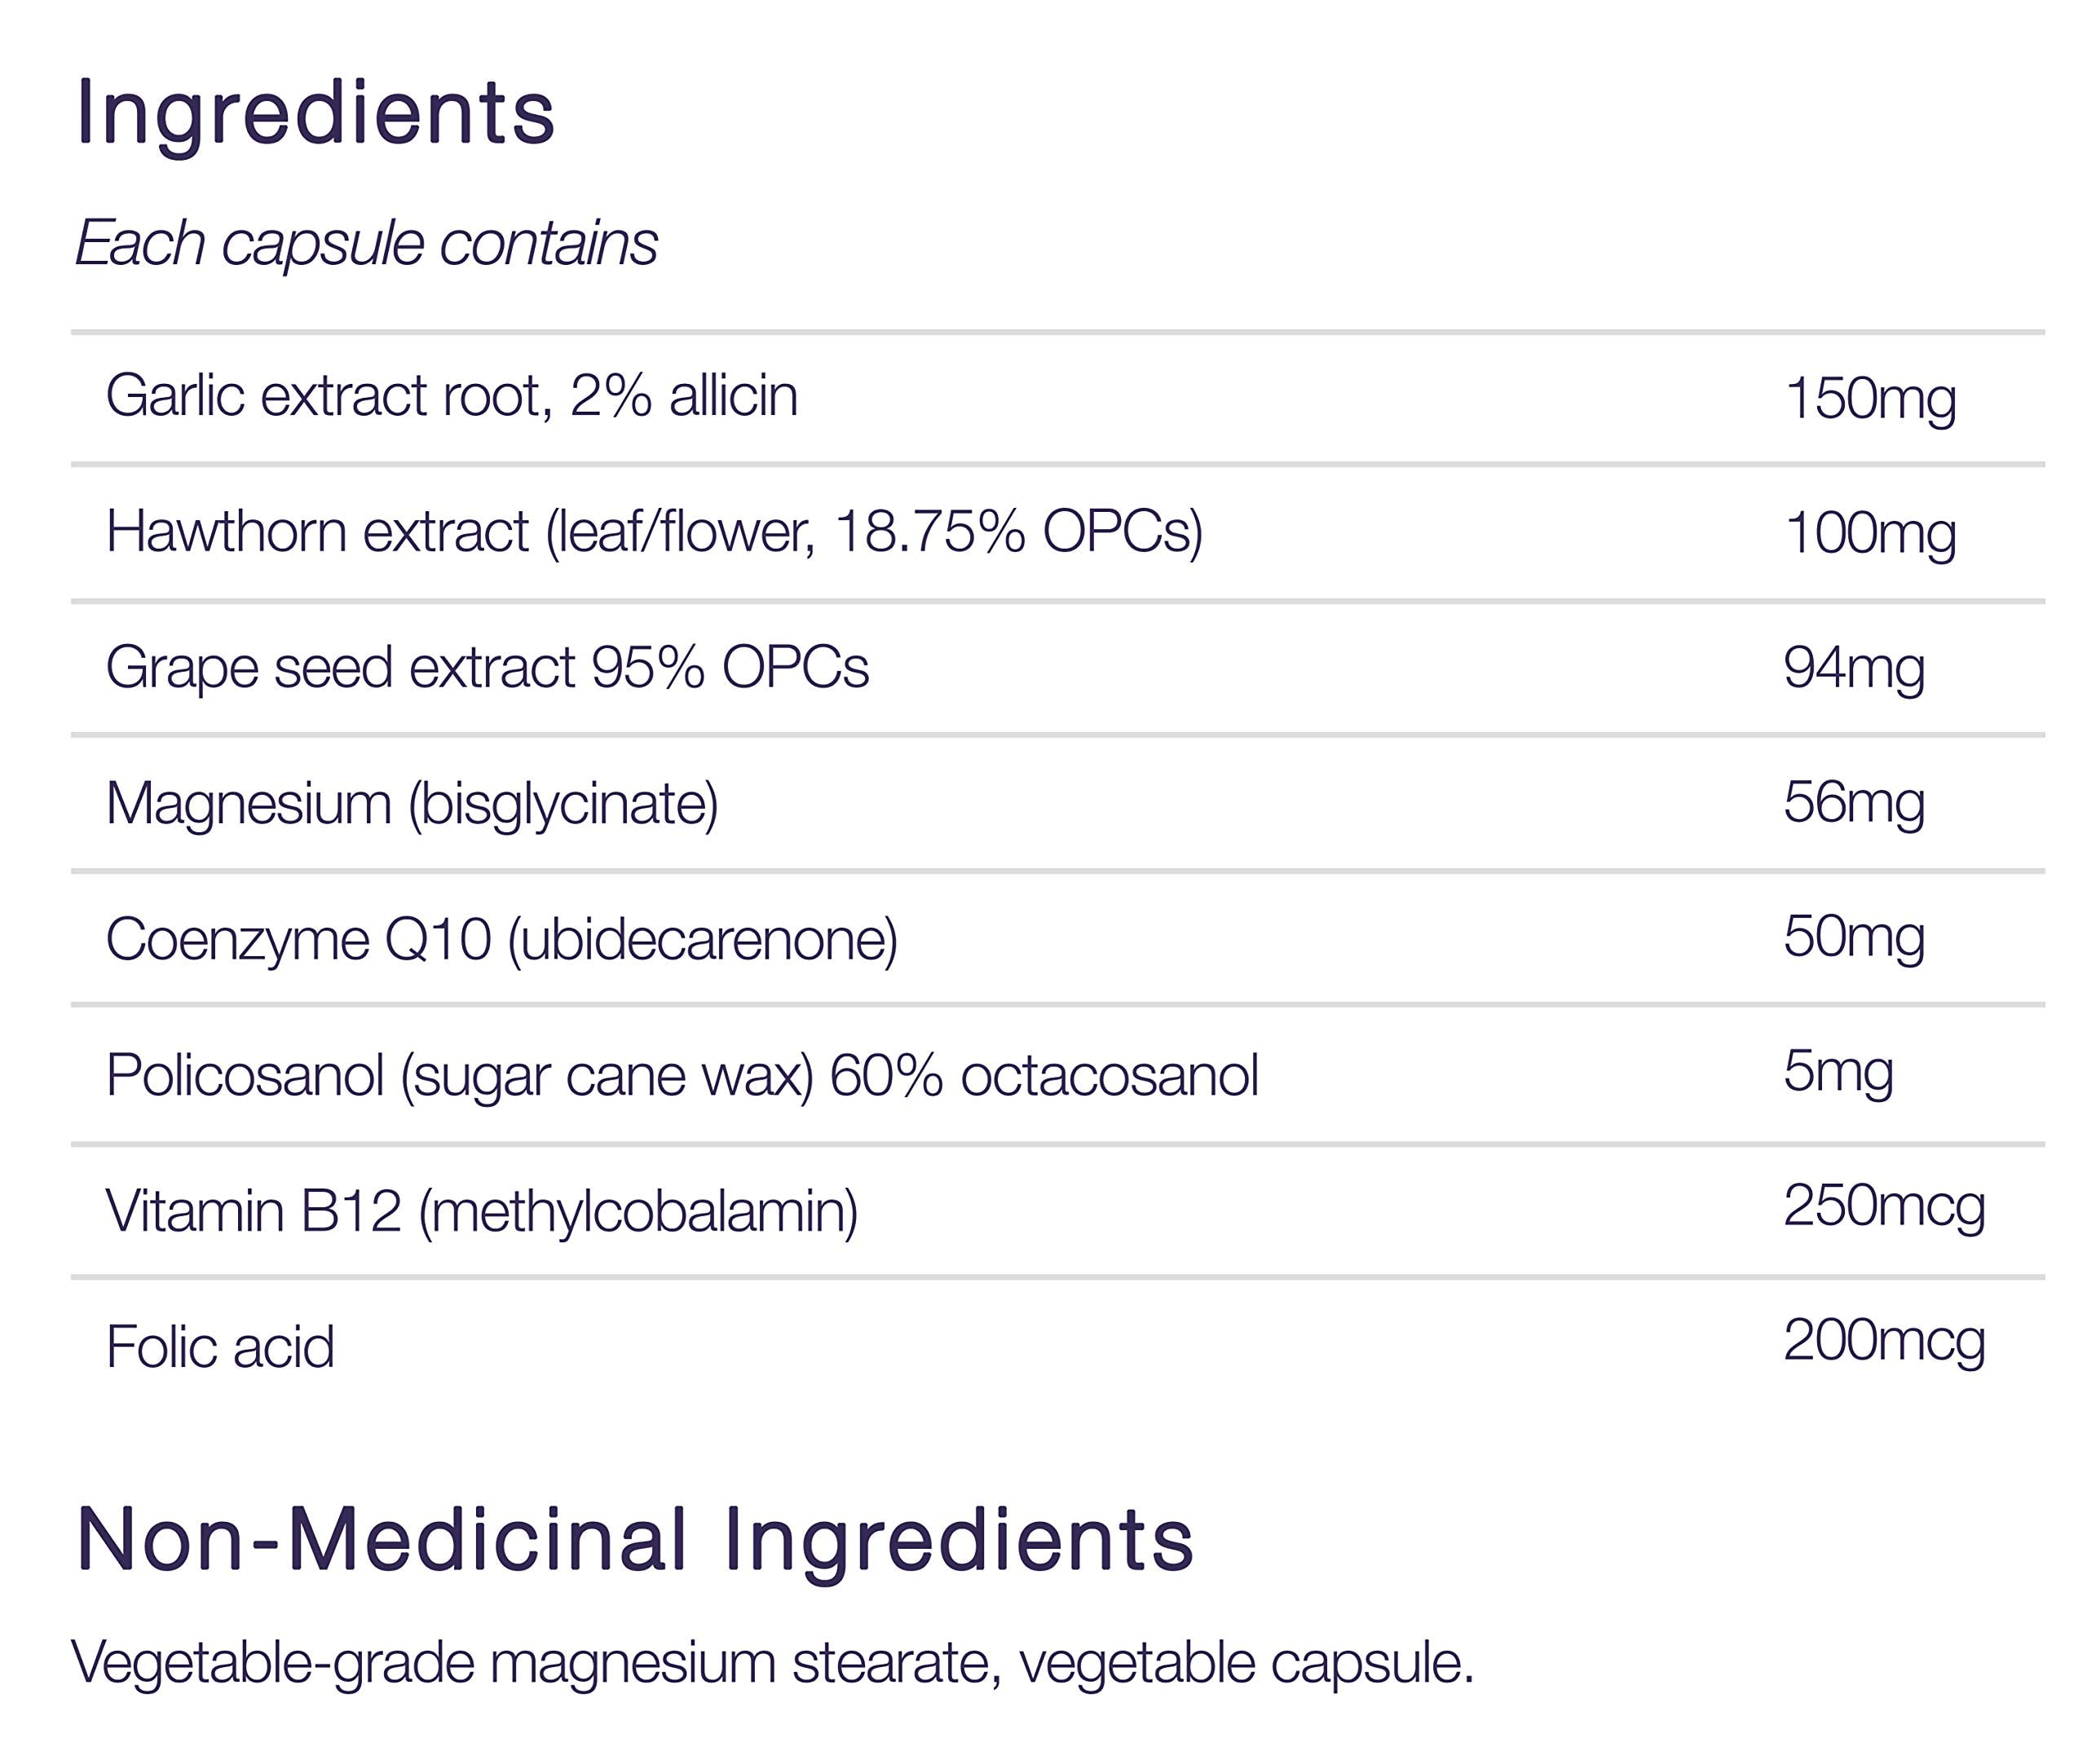 Ingredients
Each capsule contains
Garlic extract root, 2% allicin 150mg
Hawthorn extract (leaf/flower, 18.75% OPCs) 100mg
Grape seed extract 95% OPCs 94mg
Magnesium (bisglycinate) 56mg
Coenzyme Q10 (ubidecarenone) 50mg
Policosanol (sugar cane wax) 60% octacosanol 5mg
Vitamin B12 (methylcobalamin) 250mcg
Folic acid 200mcg
Non-Medicinal Ingredients
Vegetable-grade magnesium stearate, vegetable capsule.